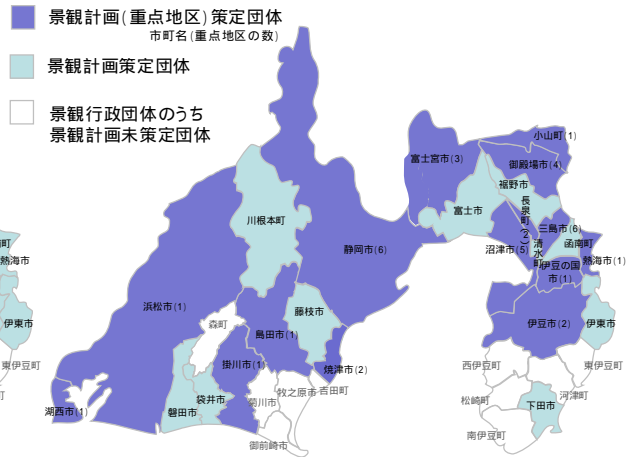 景観計画(重点地区)策定団体
市町名(重点地区の数)
景観計画策定団体
景観行政団体のうち
景観計画未策定団体
小山町(1)
富士宮市(3)
御殿場市(4)
裾野市
川根本町
富士市
長泉町(2)
三島市(6)
静岡市(6)
沼津市(5)
清水町
函南町
町
熱海市
伊豆の国
市(1)
熱海市(1)
浜松市(1)
藤枝市
森町
島田市(1)
伊豆市(2)
伊東市
伊東市
掛川市(1)
焼津市(2)
西伊豆町
東伊豆町
東伊豆町
袋井市
牧之原市
吉田町
河津町
町
湖西市(1)
磐田市
菊川市
松崎町
下田市
御前崎市
南伊豆町